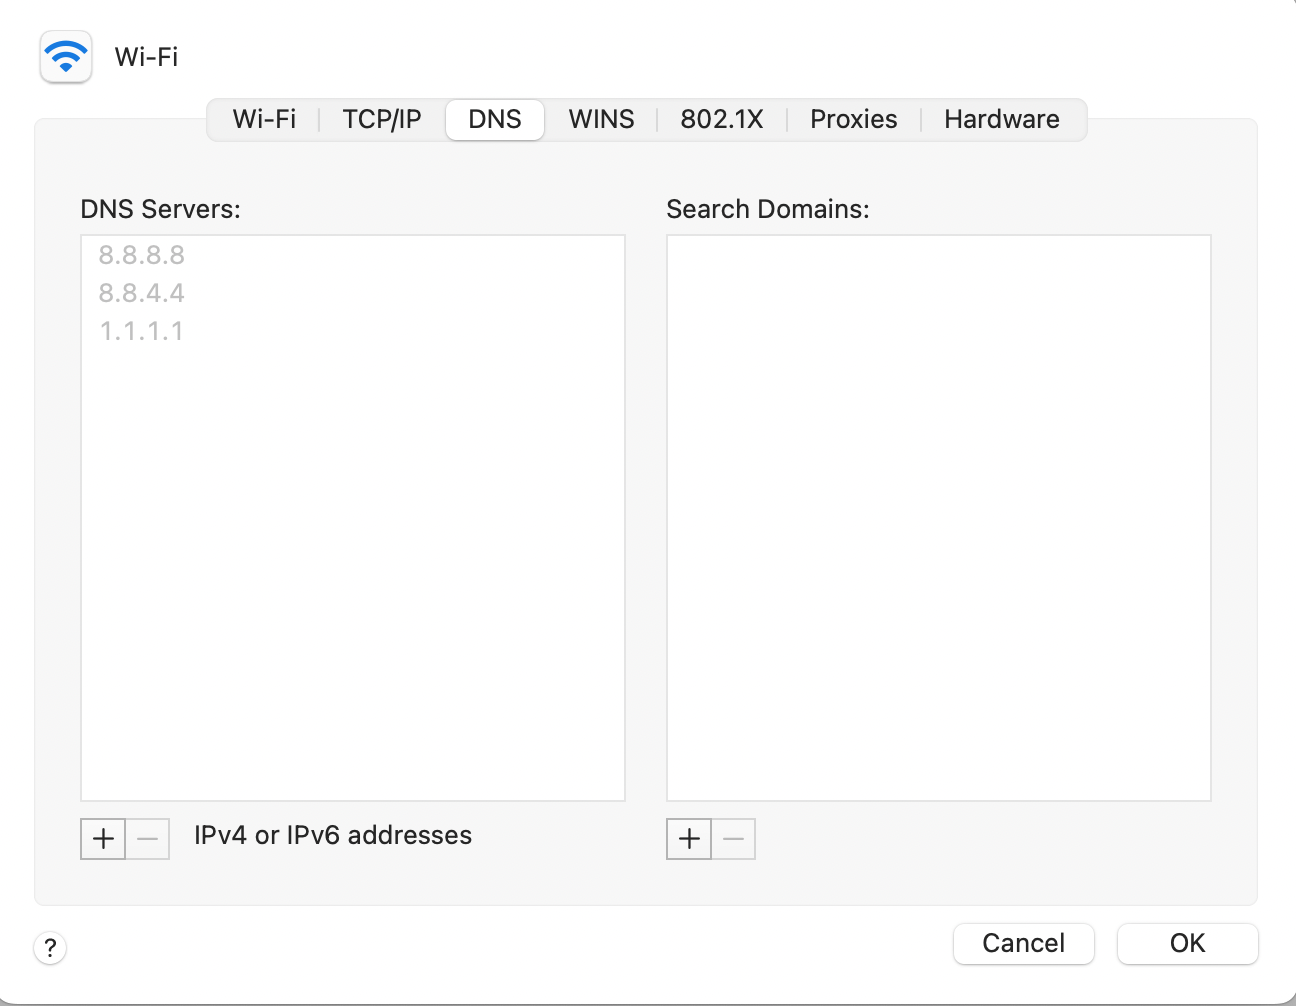 Wi-Fi
Wi-Fi TCP/IP DNS WINS 802.1X Proxies Hardware
DNS Servers:
8.8.8.8
8.8.4.4
1.1.1.1
Search Domains:
+ − IPv4 or IPv6 addresses
+ −
? Cancel OK